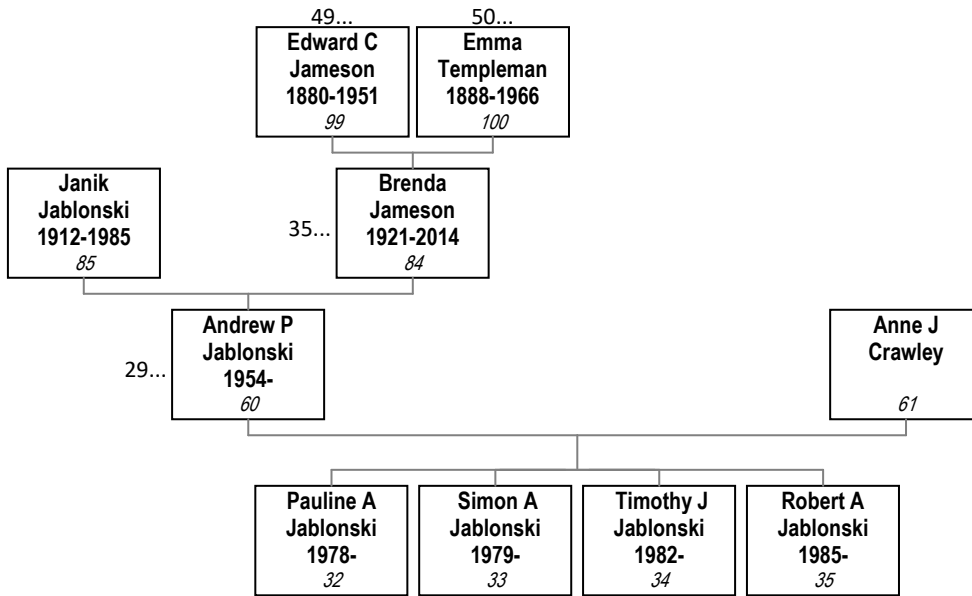 49...
50...
Edward C
Jameson
1880-1951
99
Emma
Templeman
1888-1966
100
Janik
Jablonski
1912-1985
85
35...
Brenda
Jameson
1921-2014
84
29...
Andrew P
Jablonski
1954-
60
Anne J
Crawley
61
Pauline A
Jablonski
1978-
32
Simon A
Jablonski
1979-
33
Timothy J
Jablonski
1982-
34
Robert A
Jablonski
1985-
35